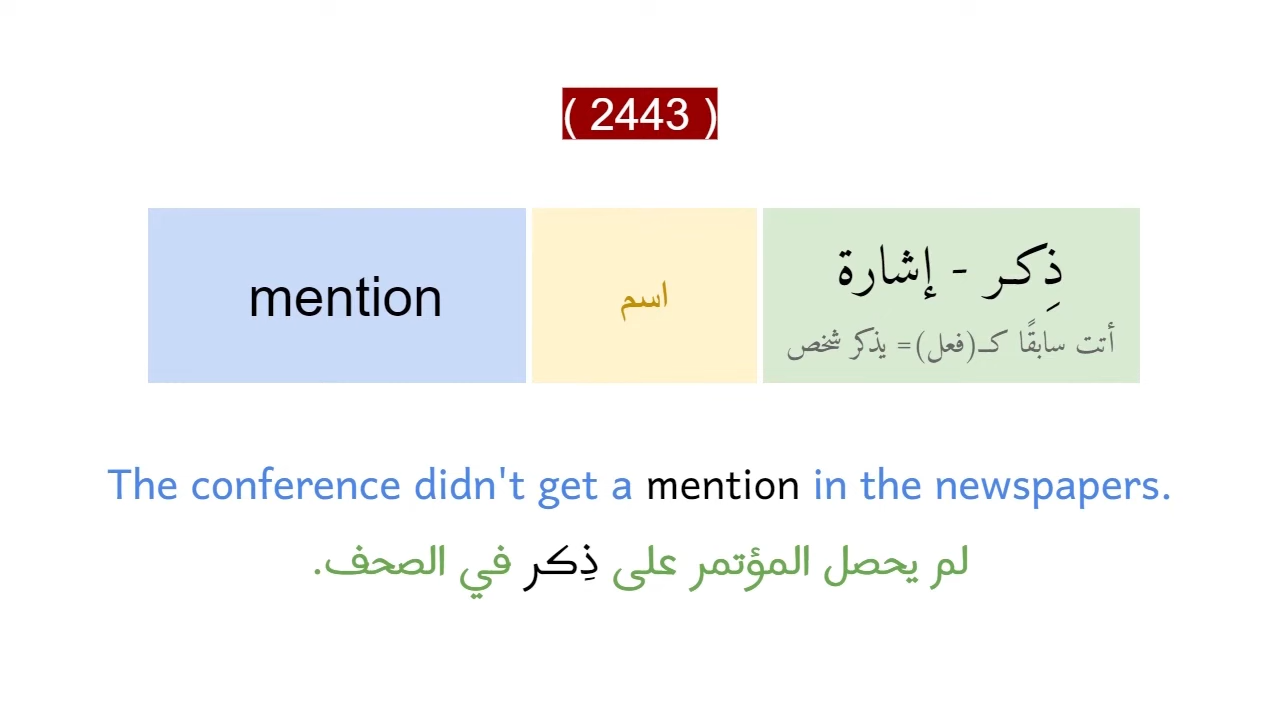 ( 2443 )
mention
اسم
ذِكر - إشارة
أتت سابقًا كـ(فعل)= يذكر شخص
The conference didn't get a mention in the newspapers.
لم يحصل المؤتمر على ذِكر في الصحف.